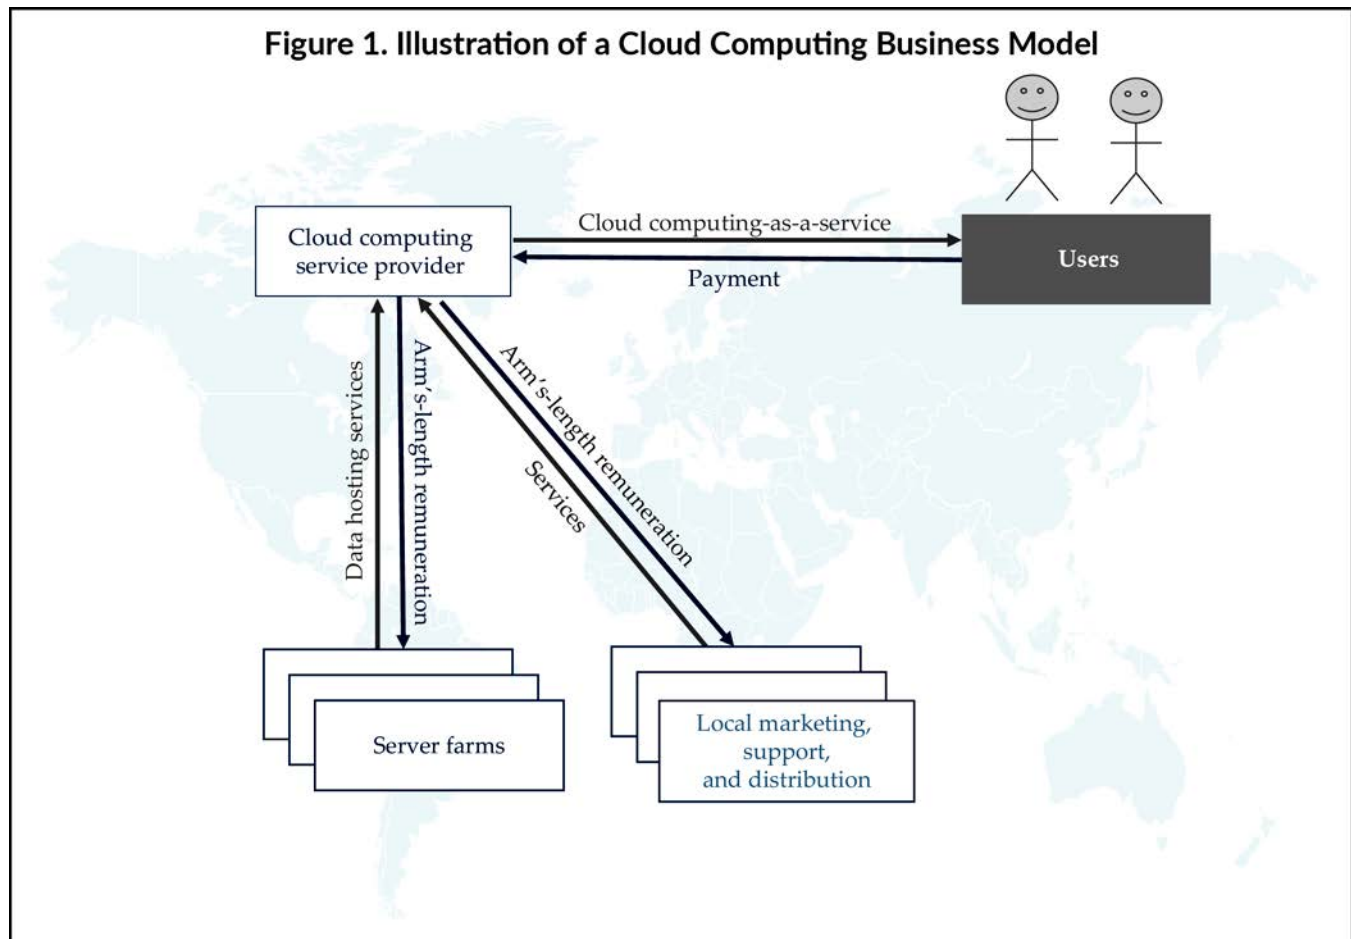 Figure 1. Illustration of a Cloud Computing Business Model
Cloud computing
service provider
Cloud computing-as-a-service
Payment
Users
Data hosting services
Arm's-length remuneration
Arm's-length remuneration
Services
Server farms
Local marketing,
support,
and distribution